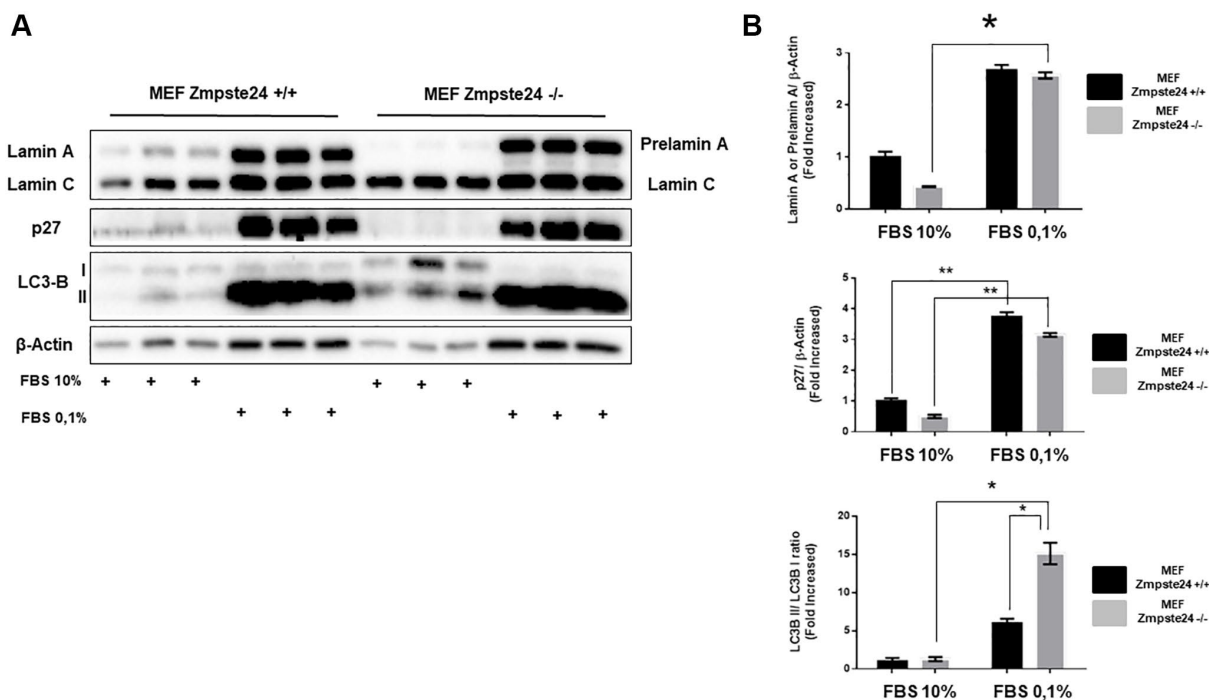 A
MEF Zmpste24 +/+
MEF Zmpste24 -/-
Lamin A
Prelamin A
Lamin C
Lamin C
p27
LC3-B
I
II
β-Actin
FBS 10%
+ + + + + +
FBS 0,1%
+ + + + + +
B
*
Lamin A or Prelamin A/ β-Actin
(Fold Increased)
3
2
1
0
FBS 10%
FBS 0,1%
MEF
Zmpste24 +/+
MEF
Zmpste24 -/-
**
**
p27/ β-Actin
(Fold Increased)
5
4
3
2
1
0
FBS 10%
FBS 0,1%
MEF
Zmpste24 +/+
MEF
Zmpste24 -/-
*
*
LC3B II/ LC3B I ratio
(Fold Increased)
20
15
10
5
0
FBS 10%
FBS 0,1%
MEF
Zmpste24 +/+
MEF
Zmpste24 -/-